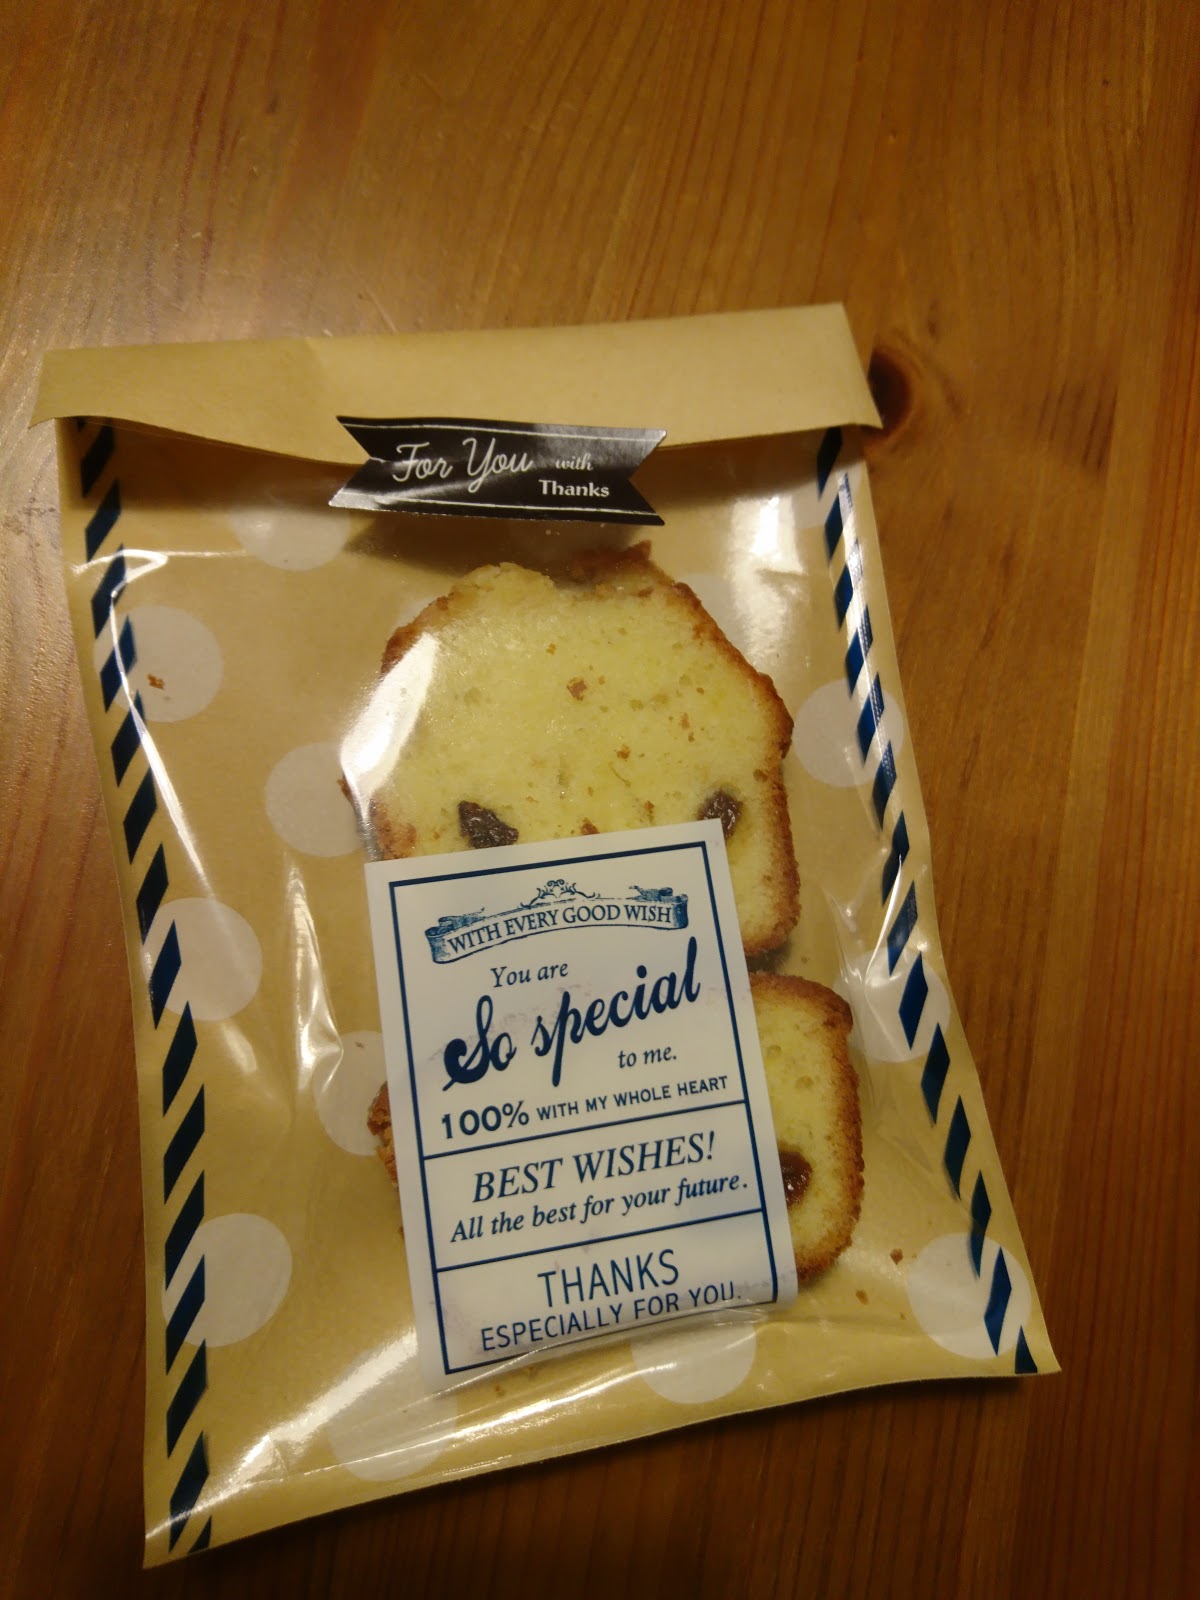 For You with
Thanks
WITH EVERY GOOD WISH
You are
So special
to me.
100% WITH MY WHOLE HEART
BEST WISHES!
All the best for your future.
THANKS
ESPECIALLY FOR YOU.